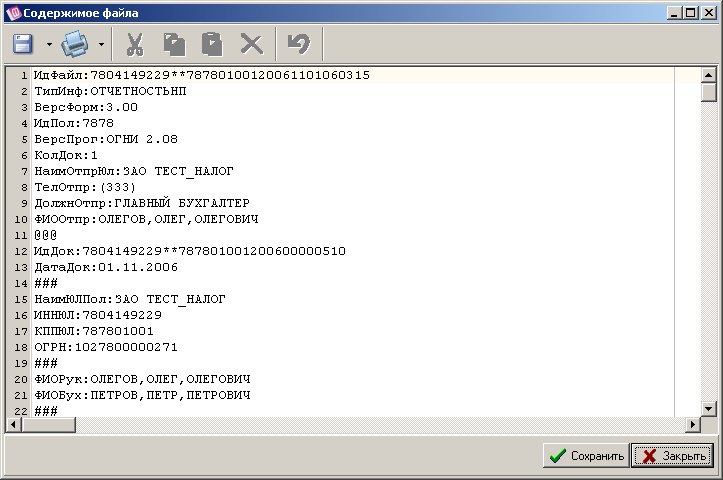 Содержимое файла
1 ИдФайл:7804149229**78780100120061101060315
2 ТипИнф:ОТЧЕТНОСТЬНП
3 ВерсФорм:3.00
4 ИдПол:7878
5 ВерсПрог:ОГНИ 2.08
6 КолДок:1
7 НаимОтпрЮл:ЗАО ТЕСТ_НАЛОГ
8 ТелОтпр:(333)
9 ДолжнОтпр:ГЛАВНЫЙ БУХГАЛТЕР
10 ФИООтпр:ОЛЕГОВ,ОЛЕГ,ОЛЕГОВИЧ
11 @@@
12 ИдДок:7804149229**787801001200600000510
13 ДатаДок:01.11.2006
14 ###
15 НаимЮЛПол:ЗАО ТЕСТ_НАЛОГ
16 ИННЮЛ:7804149229
17 КППЮЛ:787801001
18 ОГРН:1027800000271
19 ###
20 ФИОРук:ОЛЕГОВ,ОЛЕГ,ОЛЕГОВИЧ
21 ФИОБух:ПЕТРОВ,ПЕТР,ПЕТРОВИЧ
22 ###
Сохранить
Закрыть